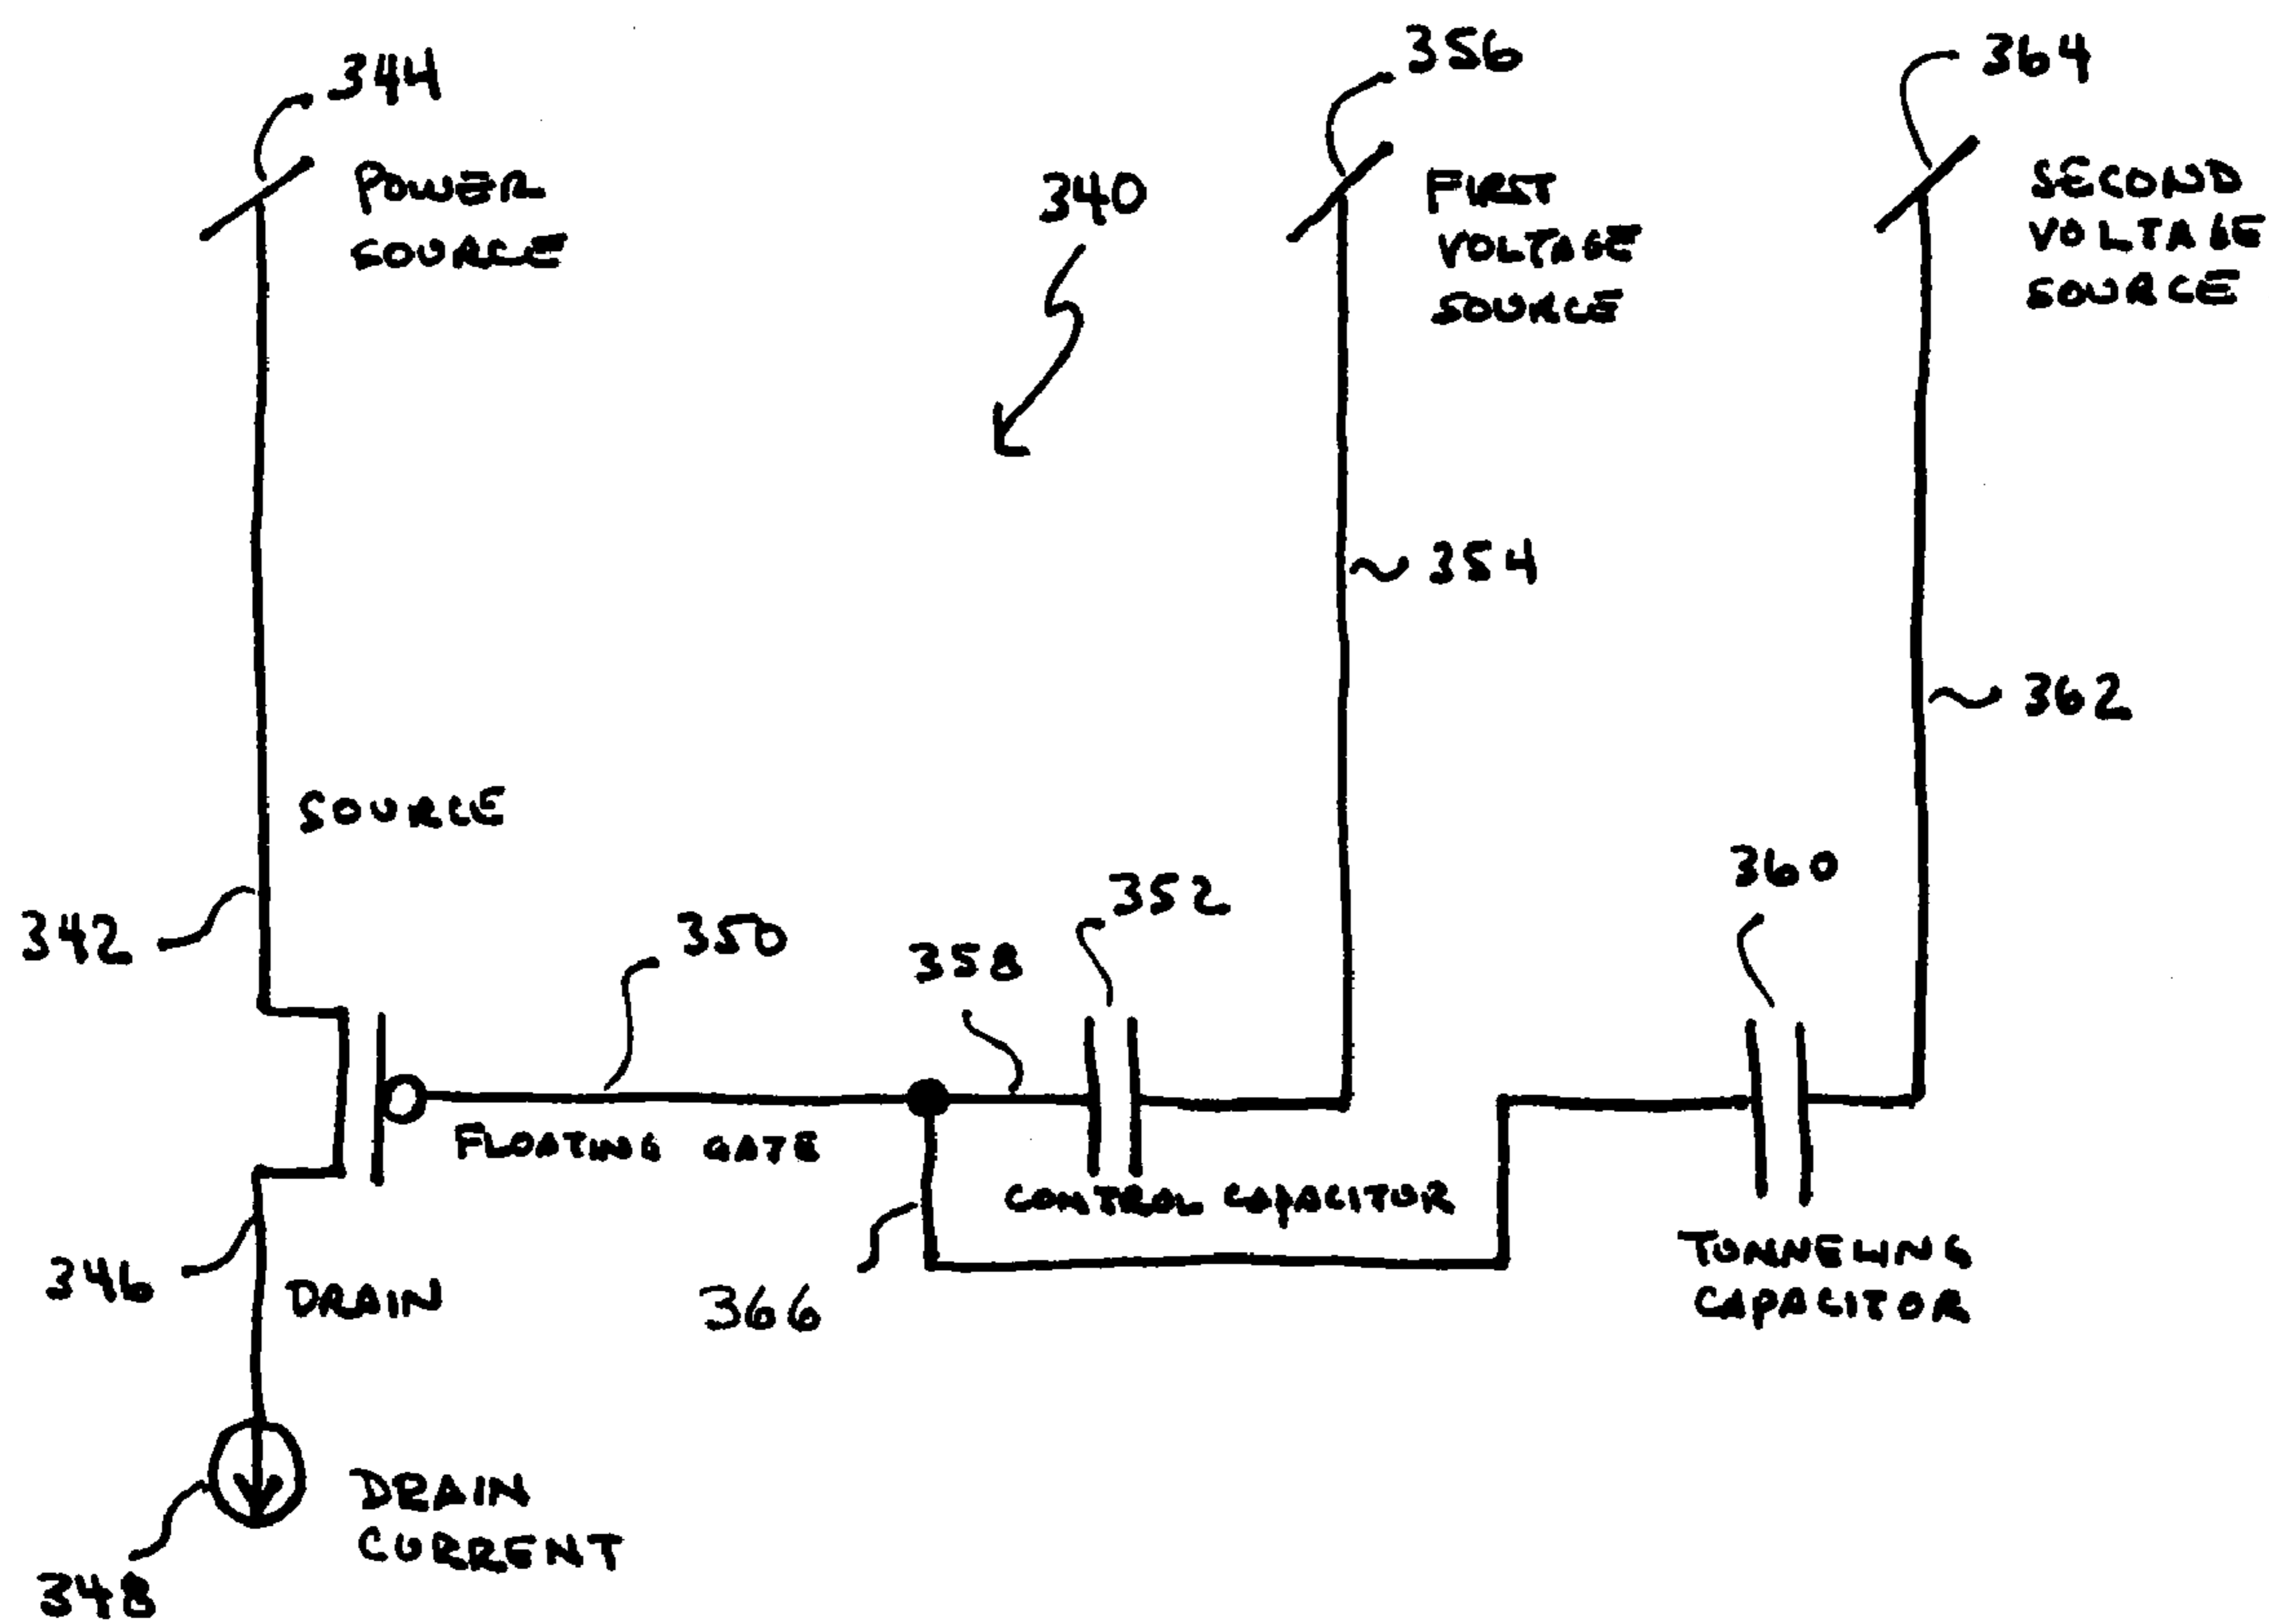 344
POWER
SOURCE
340
356
FIRST
VOLTAGE
SOURCE
364
SECOND
VOLTAGE
SOURCE
354
362
SOURCE
342
350
358
352
360
FLOATING GATE
CONTROL CAPACITOR
366
TUNNELING
CAPACITOR
346
DRAIN
348
DRAIN
CURRENT